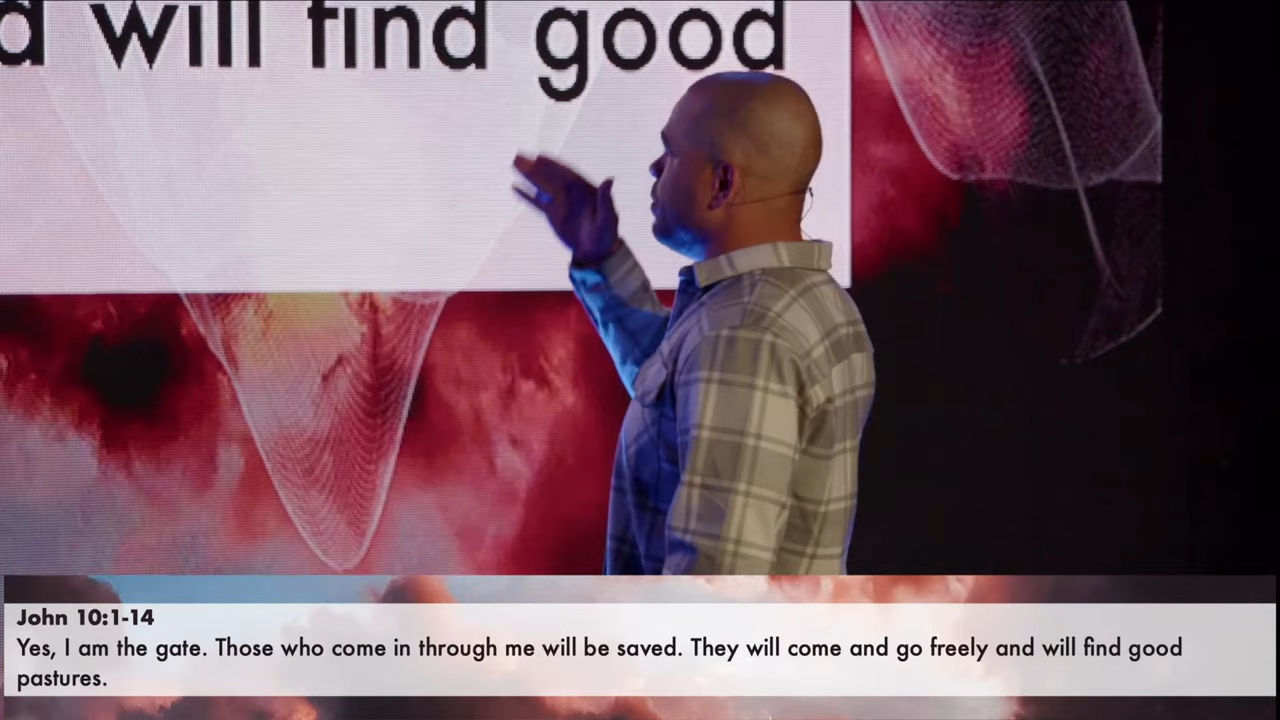 d will find good
John 10:1-14
Yes, I am the gate. Those who come in through me will be saved. They will come and go freely and will find good
pastures.